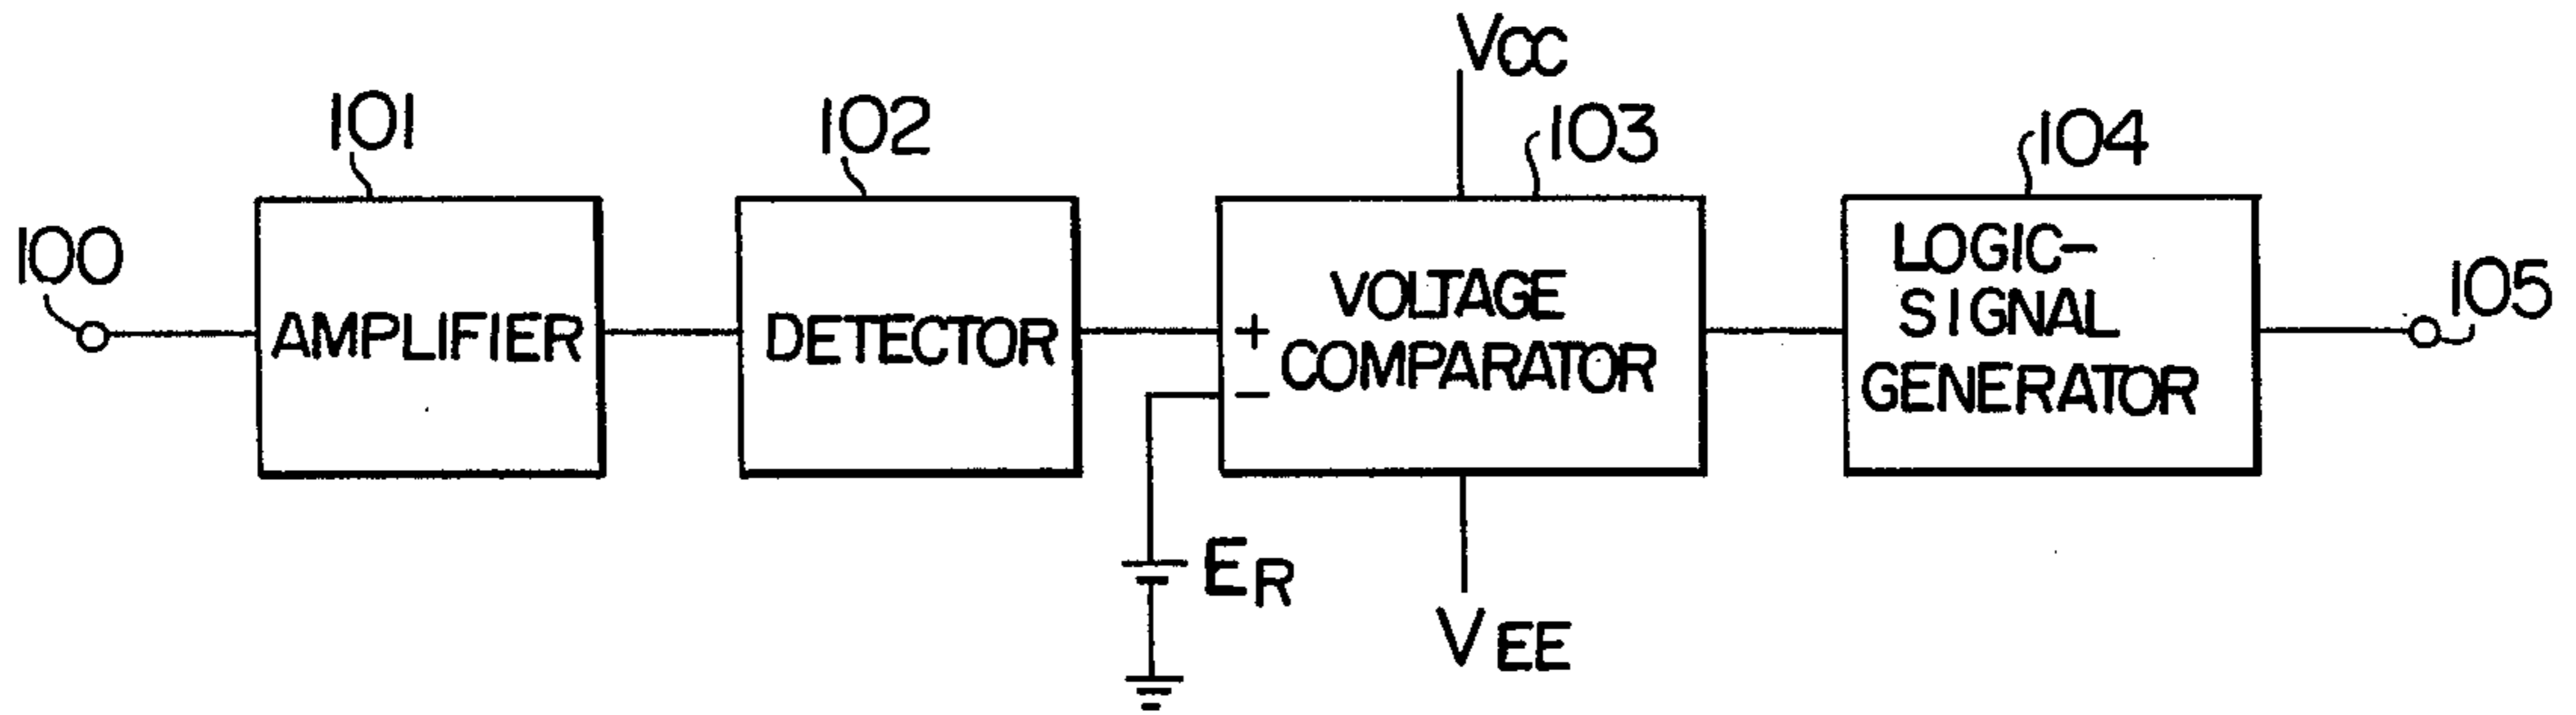 VCC
101
102
103
104
100
105
AMPLIFIER
DETECTOR
+
−
VOLTAGE
COMPARATOR
LOGIC-
SIGNAL
GENERATOR
ER
VEE